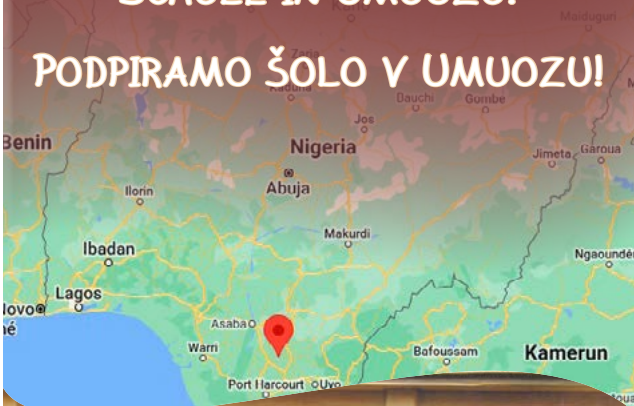 PODPIRAMO ŠOLO V UMUOZU!
Maiduguri
Zaria
Kaduna
Bauchi
Gombe
Jos
Benin
Nigeria
Jimeta
Garoua
Abuja
Ilorin
Makurdi
Ibadan
Lagos
Asaba
Warri
Bafoussam
Kamerun
Port Harcourt
Uyo